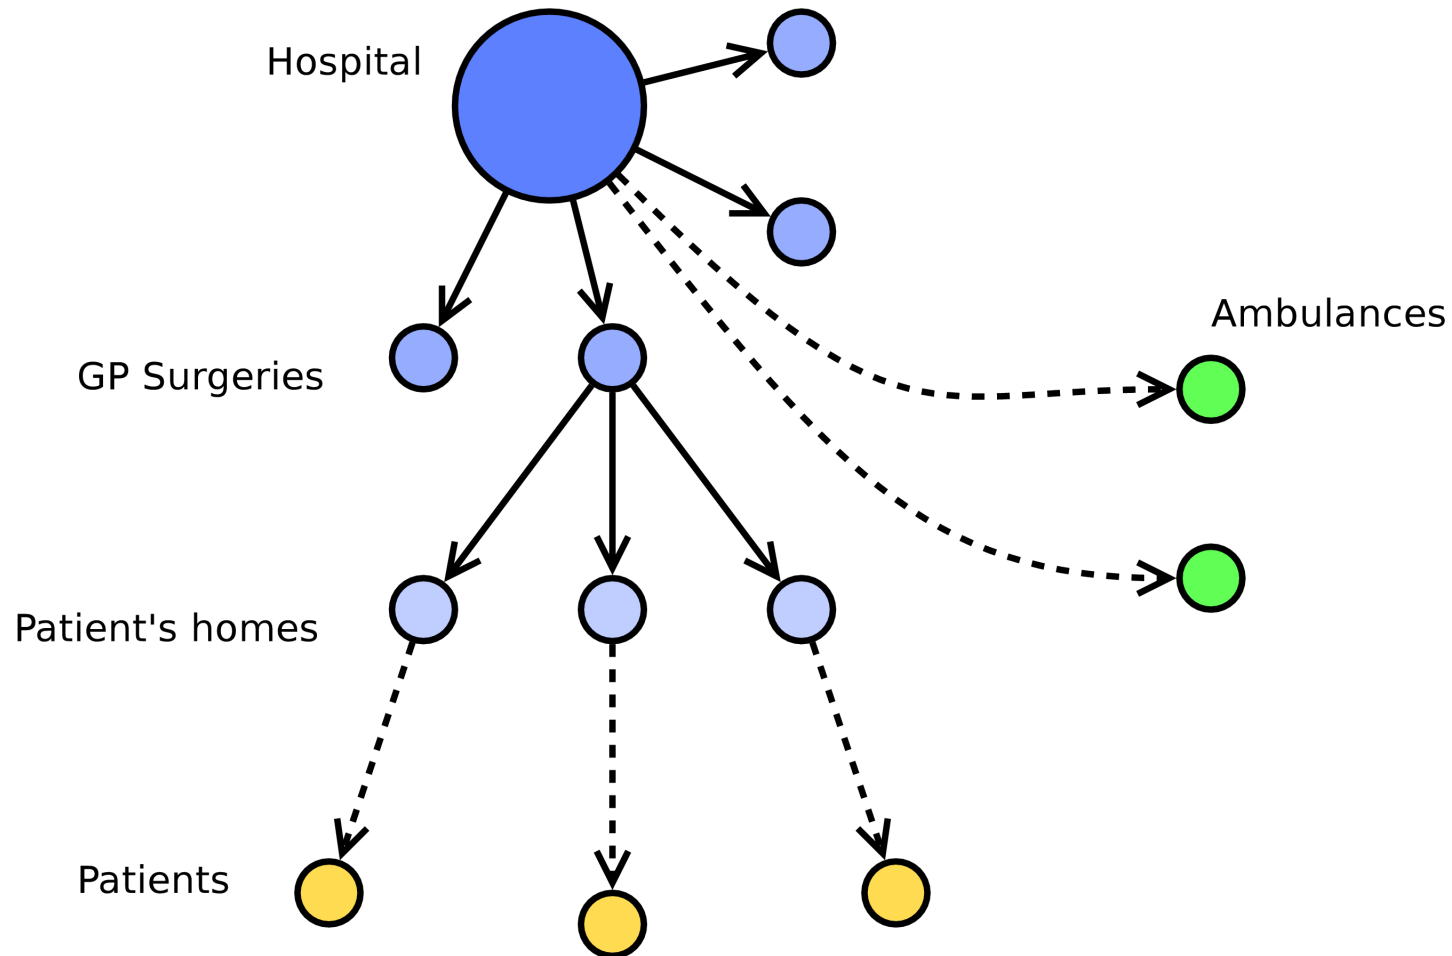 Hospital
Ambulances
GP Surgeries
Patient's homes
Patients